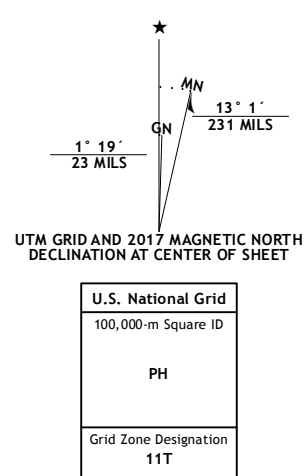 ★
MN
GN
13° 1´
231 MILS
1° 19´
23 MILS
UTM GRID AND 2017 MAGNETIC NORTH
DECLINATION AT CENTER OF SHEET
U.S. National Grid
100,000-m Square ID
PH
Grid Zone Designation
11T